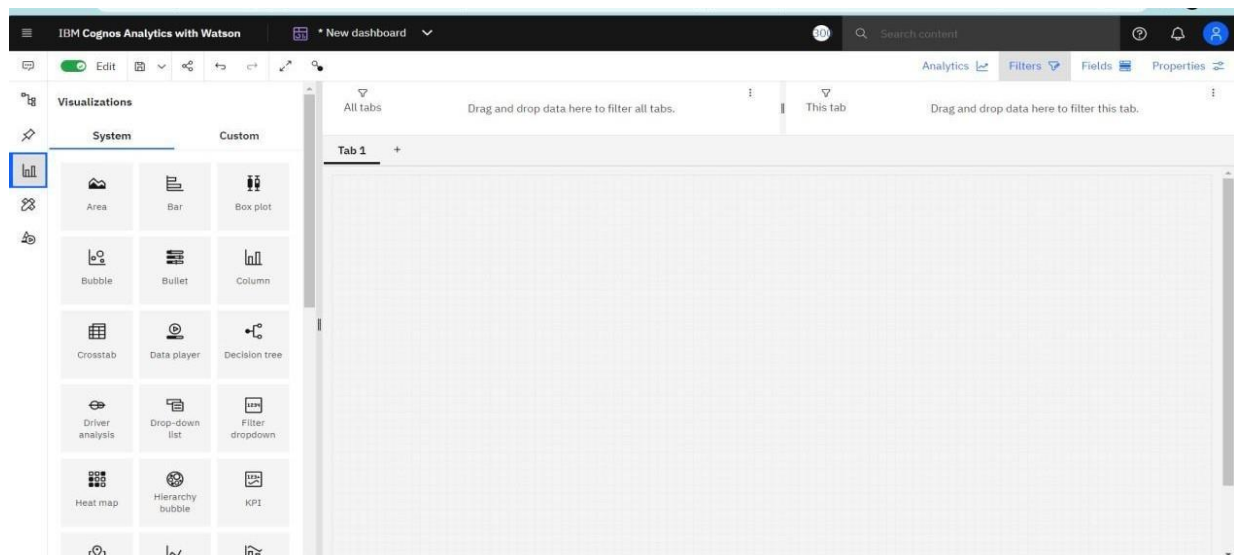 IBM Cognos Analytics with Watson
* New dashboard
Search content
Edit
Analytics
Filters
Fields
Properties
Visualizations
System
Custom
All tabs
Drag and drop data here to filter all tabs.
This tab
Drag and drop data here to filter this tab.
Tab 1
+
Area
Bar
Box plot
Bubble
Bullet
Column
Crosstab
Data player
Decision tree
Driver
analysis
Drop-down
list
Filter
dropdown
Heat map
Hierarchy
bubble
KPI